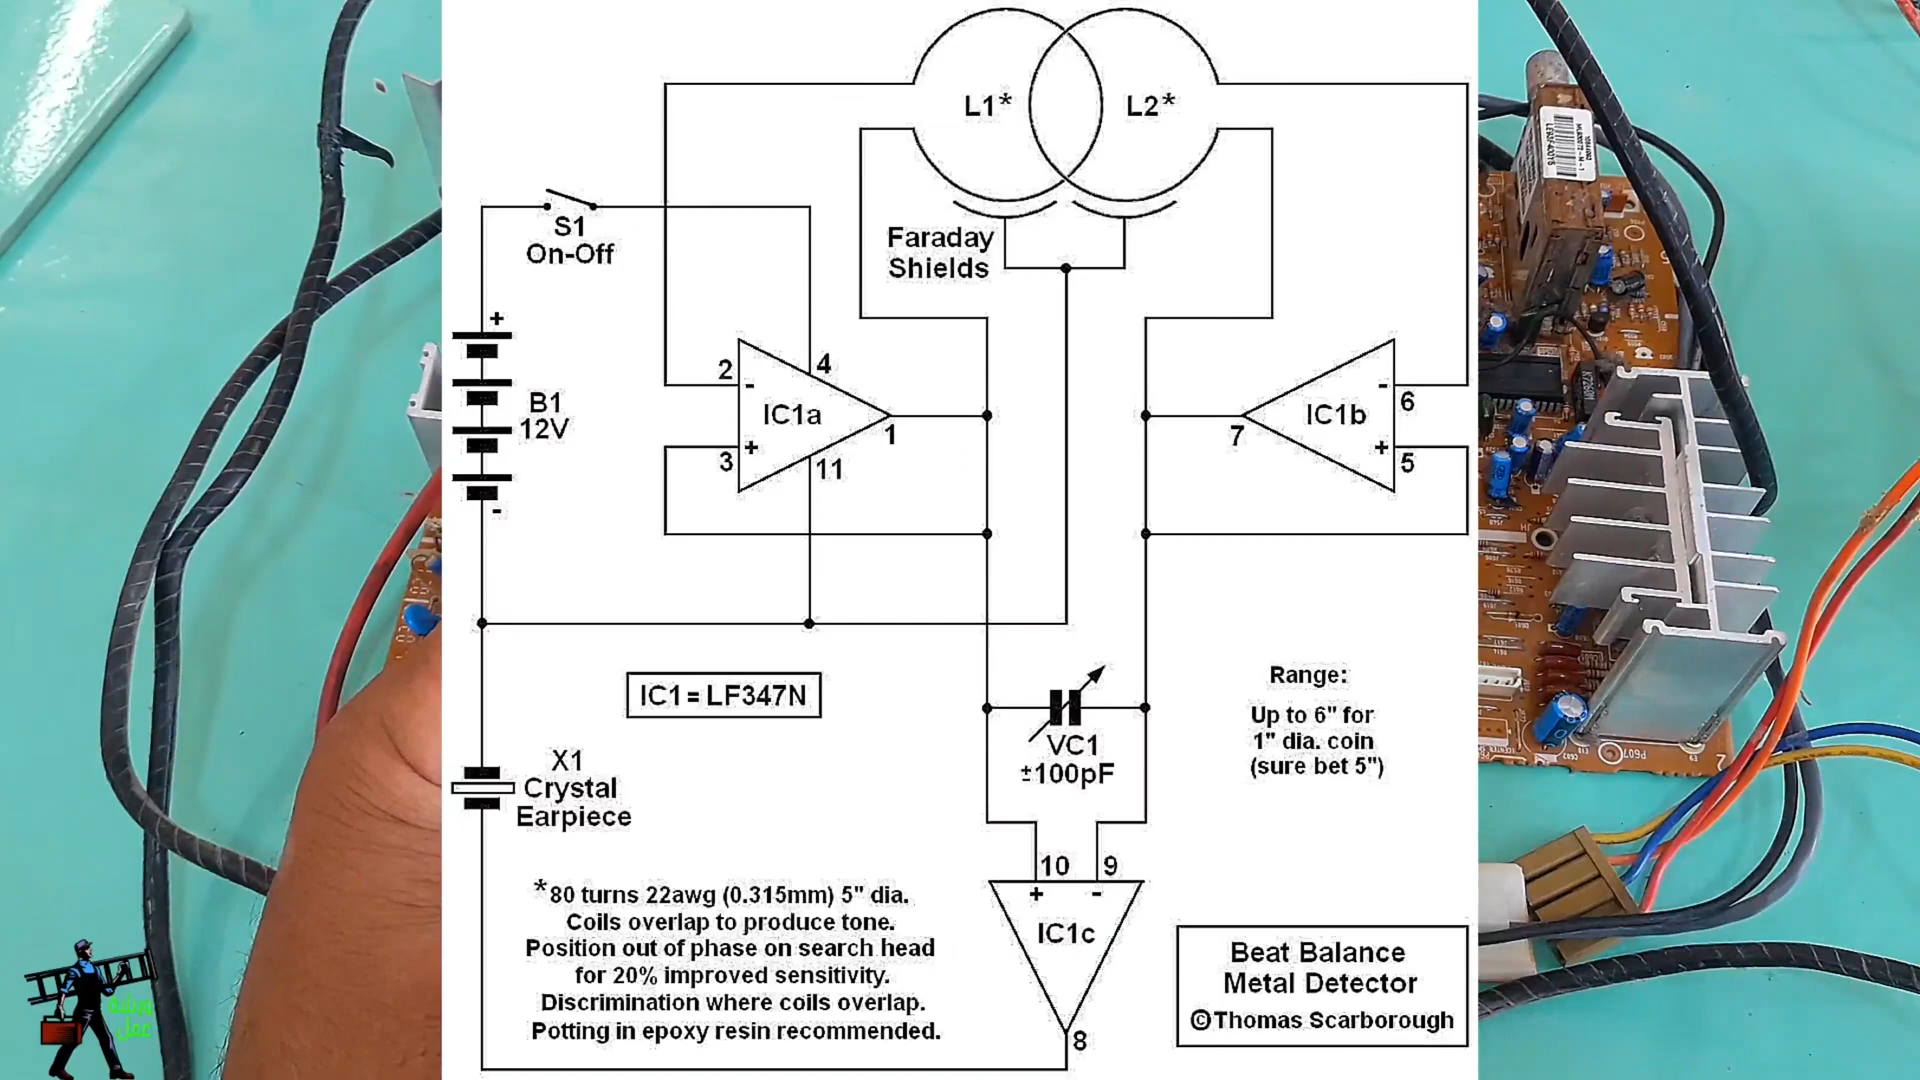 L1*
L2*
S1
On-Off
Faraday
Shields
+
2
-
4
IC1a
B1
12V
1
3
+
11
-
-
6
IC1b
7
+
5
IC1 = LF347N
VC1
±100pF
Range:
Up to 6" for
1" dia. coin
(sure bet 5")
X1
Crystal
Earpiece
10
9
+
-
IC1c
8
*80 turns 22awg (0.315mm) 5" dia.
Coils overlap to produce tone.
Position out of phase on search head
for 20% improved sensitivity.
Discrimination where coils overlap.
Potting in epoxy resin recommended.
Beat Balance
Metal Detector
©Thomas Scarborough
ورشة
عمل